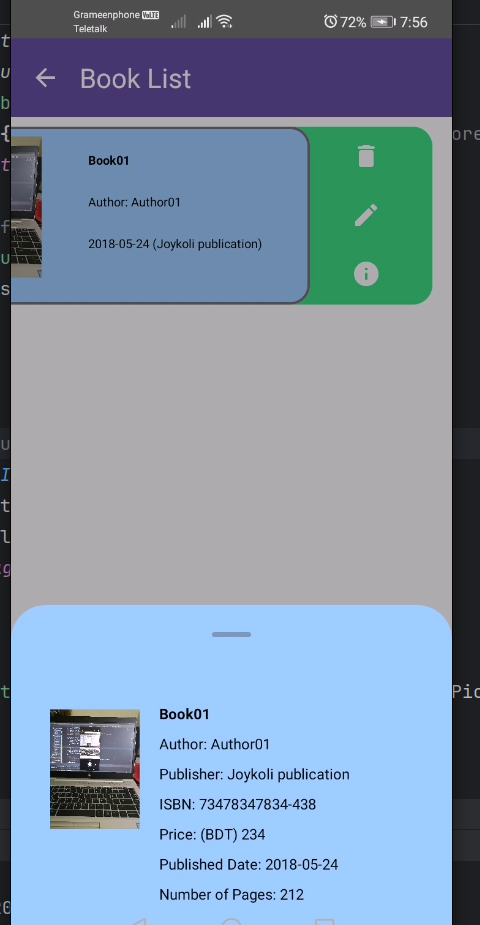 Grameenphone VoLTE
Teletalk
72% 7:56
Book List
Book01
Author: Author01
2018-05-24 (Joykoli publication)
Book01
Author: Author01
Publisher: Joykoli publication
ISBN: 73478347834-438
Price: (BDT) 234
Published Date: 2018-05-24
Number of Pages: 212